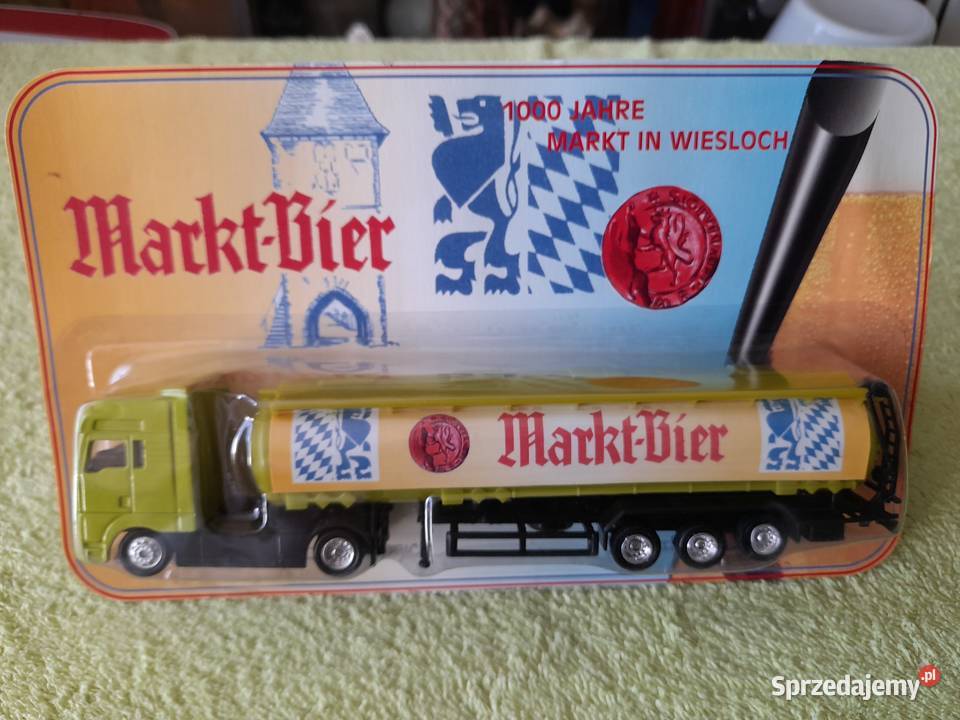 1000 JAHRE
MARKT IN WIESLOCH
Markt-Bier
Markt-Bier
Sprzedajemy.pl